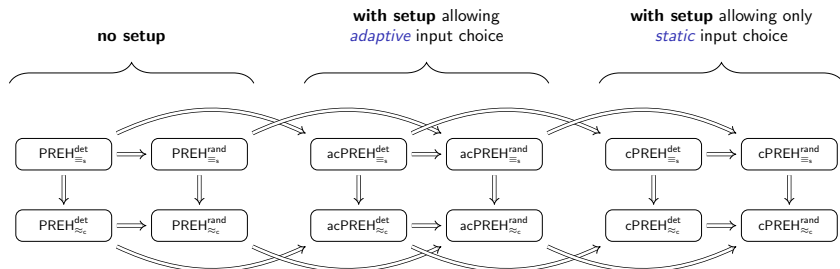 no setup
with setup allowing
adaptive input choice
with setup allowing only
static input choice
PREH^det_≡s ⟹ PREH^rand_≡s acPREH^det_≡s ⟹ acPREH^rand_≡s cPREH^det_≡s ⟹ cPREH^rand_≡s
PREH^det_≈c ⟹ PREH^rand_≈c acPREH^det_≈c ⟹ acPREH^rand_≈c cPREH^det_≈c ⟹ cPREH^rand_≈c